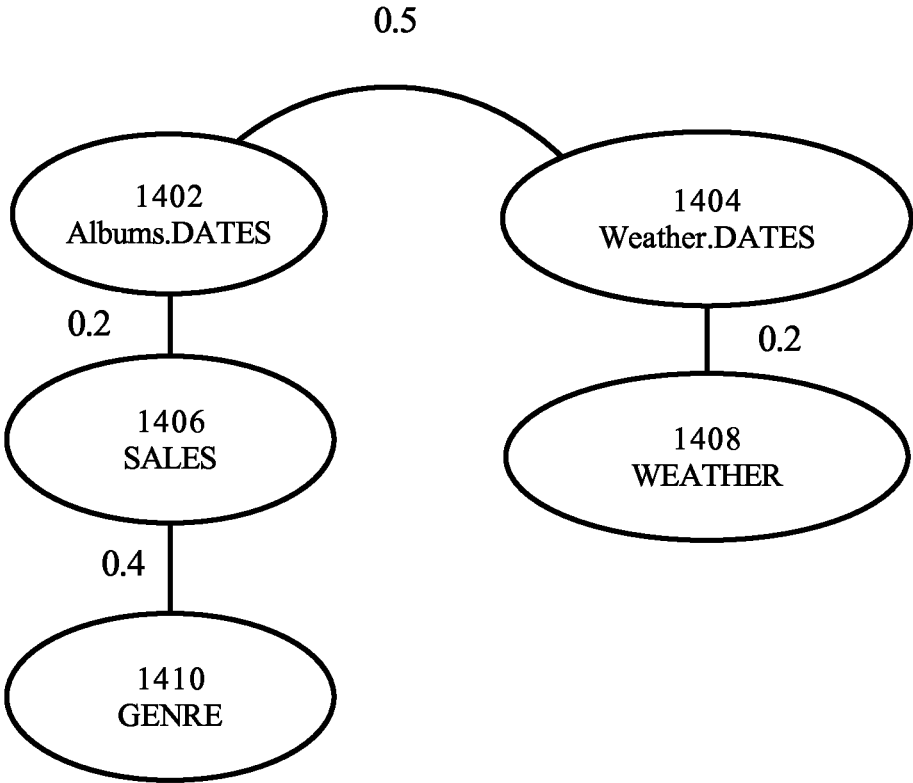 0.5
1402
Albums.DATES
1404
Weather.DATES
0.2
0.2
1406
SALES
1408
WEATHER
0.4
1410
GENRE